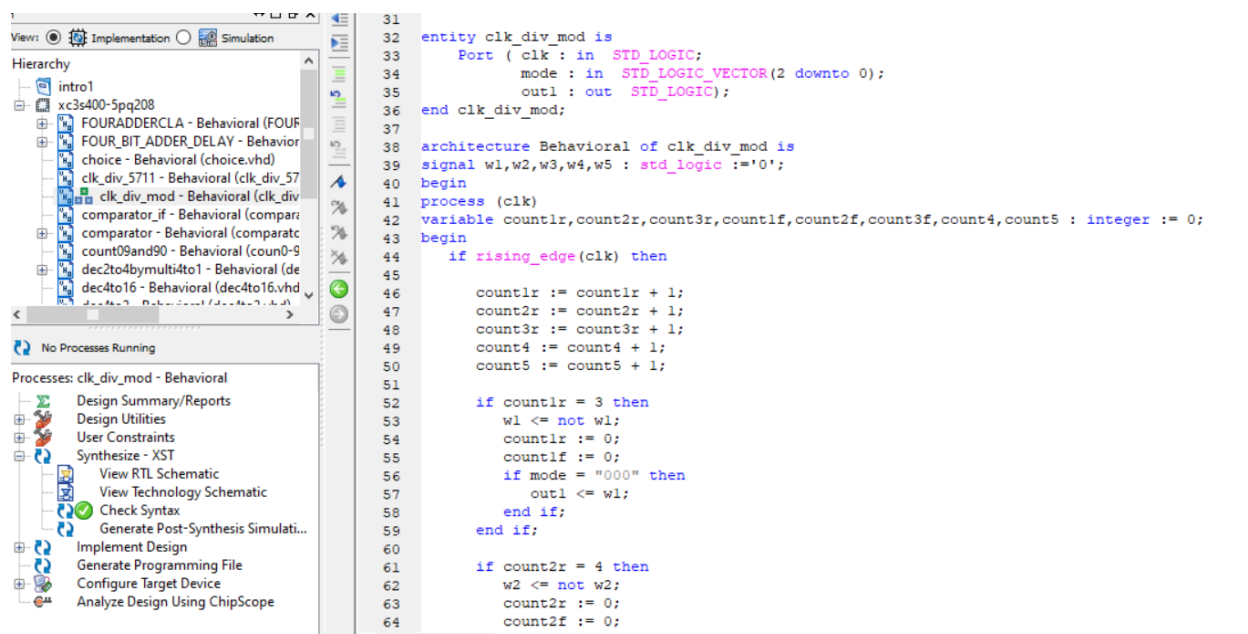 View: Implementation Simulation
Hierarchy
intro1
xc3s400-5pq208
FOURADDERCLA - Behavioral (FOUR
FOUR_BIT_ADDER_DELAY - Behavior
choice - Behavioral (choice.vhd)
clk_div_5711 - Behavioral (clk_div_57
clk_div_mod - Behavioral (clk_div
comparator_if - Behavioral (compara
comparator - Behavioral (comparatc
count09and90 - Behavioral (coun0-9
dec2to4bymulti4to1 - Behavioral (de
dec4to16 - Behavioral (dec4to16.vhd
No Processes Running
Processes: clk_div_mod - Behavioral
Design Summary/Reports
Design Utilities
User Constraints
Synthesize - XST
View RTL Schematic
View Technology Schematic
Check Syntax
Generate Post-Synthesis Simulati...
Implement Design
Generate Programming File
Configure Target Device
Analyze Design Using ChipScope
31
32 entity clk_div_mod is
33 Port ( clk : in STD_LOGIC;
34 mode : in STD_LOGIC_VECTOR(2 downto 0);
35 out1 : out STD_LOGIC);
36 end clk_div_mod;
37
38 architecture Behavioral of clk_div_mod is
39 signal w1,w2,w3,w4,w5 : std_logic :='0';
40 begin
41 process (clk)
42 variable count1r,count2r,count3r,count1f,count2f,count3f,count4,count5 : integer := 0;
43 begin
44 if rising_edge(clk) then
45
46 count1r := count1r + 1;
47 count2r := count2r + 1;
48 count3r := count3r + 1;
49 count4 := count4 + 1;
50 count5 := count5 + 1;
51
52 if count1r = 3 then
53 w1 <= not w1;
54 count1r := 0;
55 count1f := 0;
56 if mode = "000" then
57 out1 <= w1;
58 end if;
59 end if;
60
61 if count2r = 4 then
62 w2 <= not w2;
63 count2r := 0;
64 count2f := 0;